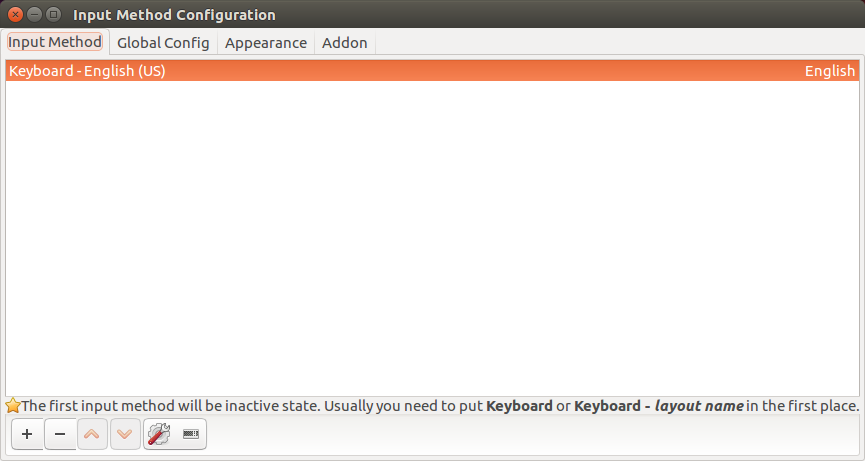 Input Method Configuration
Input Method Global Config Appearance Addon
Keyboard - English (US) English
The first input method will be inactive state. Usually you need to put Keyboard or Keyboard - layout name in the first place.